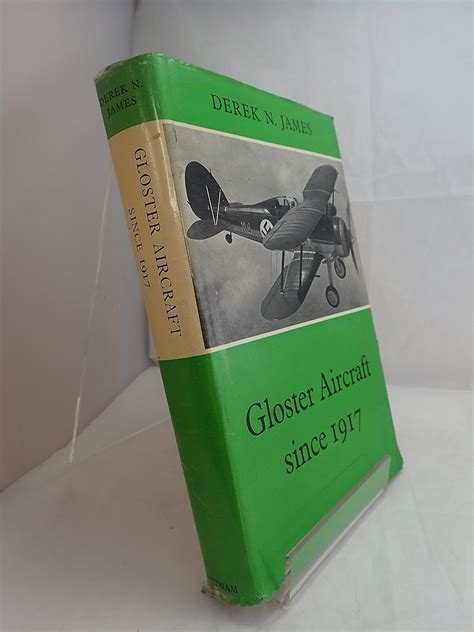 DEREK N.
JAMES
GLOSTER AIRCRAFT
SINCE 1917
DEREK N. JAMES
Gloster Aircraft
since 1917